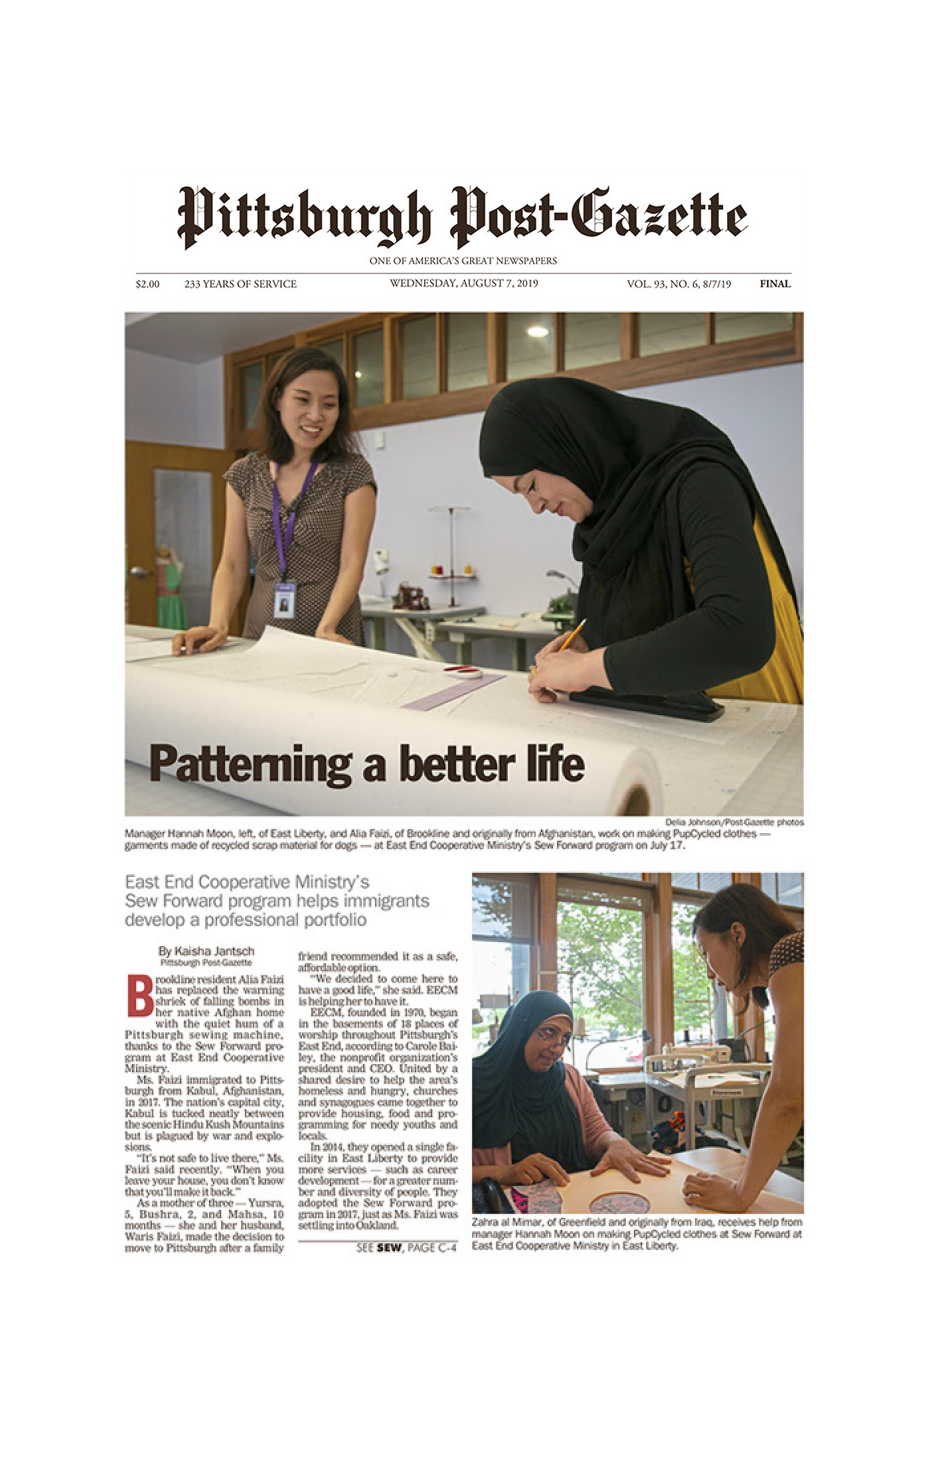 Pittsburgh Post-Gazette
ONE OF AMERICA'S GREAT NEWSPAPERS
$2.00 233 YEARS OF SERVICE WEDNESDAY, AUGUST 7, 2019 VOL. 93, NO. 6, 8/7/19 FINAL
Patterning a better life
Delia Johnson/Post-Gazette photos
Manager Hannah Moon, left, of East Liberty, and Alia Faizi, of Brookline and originally from Afghanistan, work on making PupCycled clothes —
garments made of recycled scrap material for dogs — at East End Cooperative Ministry's Sew Forward program on July 17.
East End Cooperative Ministry's
Sew Forward program helps immigrants
develop a professional portfolio
By Kaisha Jantsch
Pittsburgh Post-Gazette
Brookline resident Alia Faizi
has replaced the warning
shriek of falling bombs in
her native Afghan home
with the quiet hum of a
Pittsburgh sewing machine,
thanks to the Sew Forward pro-
gram at East End Cooperative
Ministry.
Ms. Faizi immigrated to Pitts-
burgh from Kabul, Afghanistan,
in 2017. The nation's capital city,
Kabul is tucked neatly between
the scenic Hindu Kush Mountains
but is plagued by war and explo-
sions.
"It's not safe to live there," Ms.
Faizi said recently. "When you
leave your house, you don't know
that you'll make it back."
As a mother of three — Yursra,
5, Bushra, 2, and Mahsa, 10
months — she and her husband,
Waris Faizi, made the decision to
move to Pittsburgh after a family
friend recommended it as a safe,
affordable option.
"We decided to come here to
have a good life," she said. EECM
is helping her to have it.
EECM, founded in 1970, began
in the basements of 18 places of
worship throughout Pittsburgh's
East End, according to Carole Bai-
ley, the nonprofit organization's
president and CEO. United by a
shared desire to help the area's
homeless and hungry, churches
and synagogues came together to
provide housing, food and pro-
gramming for needy youths and
locals.
In 2014, they opened a single fa-
cility in East Liberty to provide
more services — such as career
development — for a greater num-
ber and diversity of people. They
adopted the Sew Forward pro-
gram in 2017, just as Ms. Faizi was
settling into Oakland.
SEE SEW, PAGE C-4
Zahra al Mimar, of Greenfield and originally from Iraq, receives help from
manager Hannah Moon on making PupCycled clothes at Sew Forward at
East End Cooperative Ministry in East Liberty.